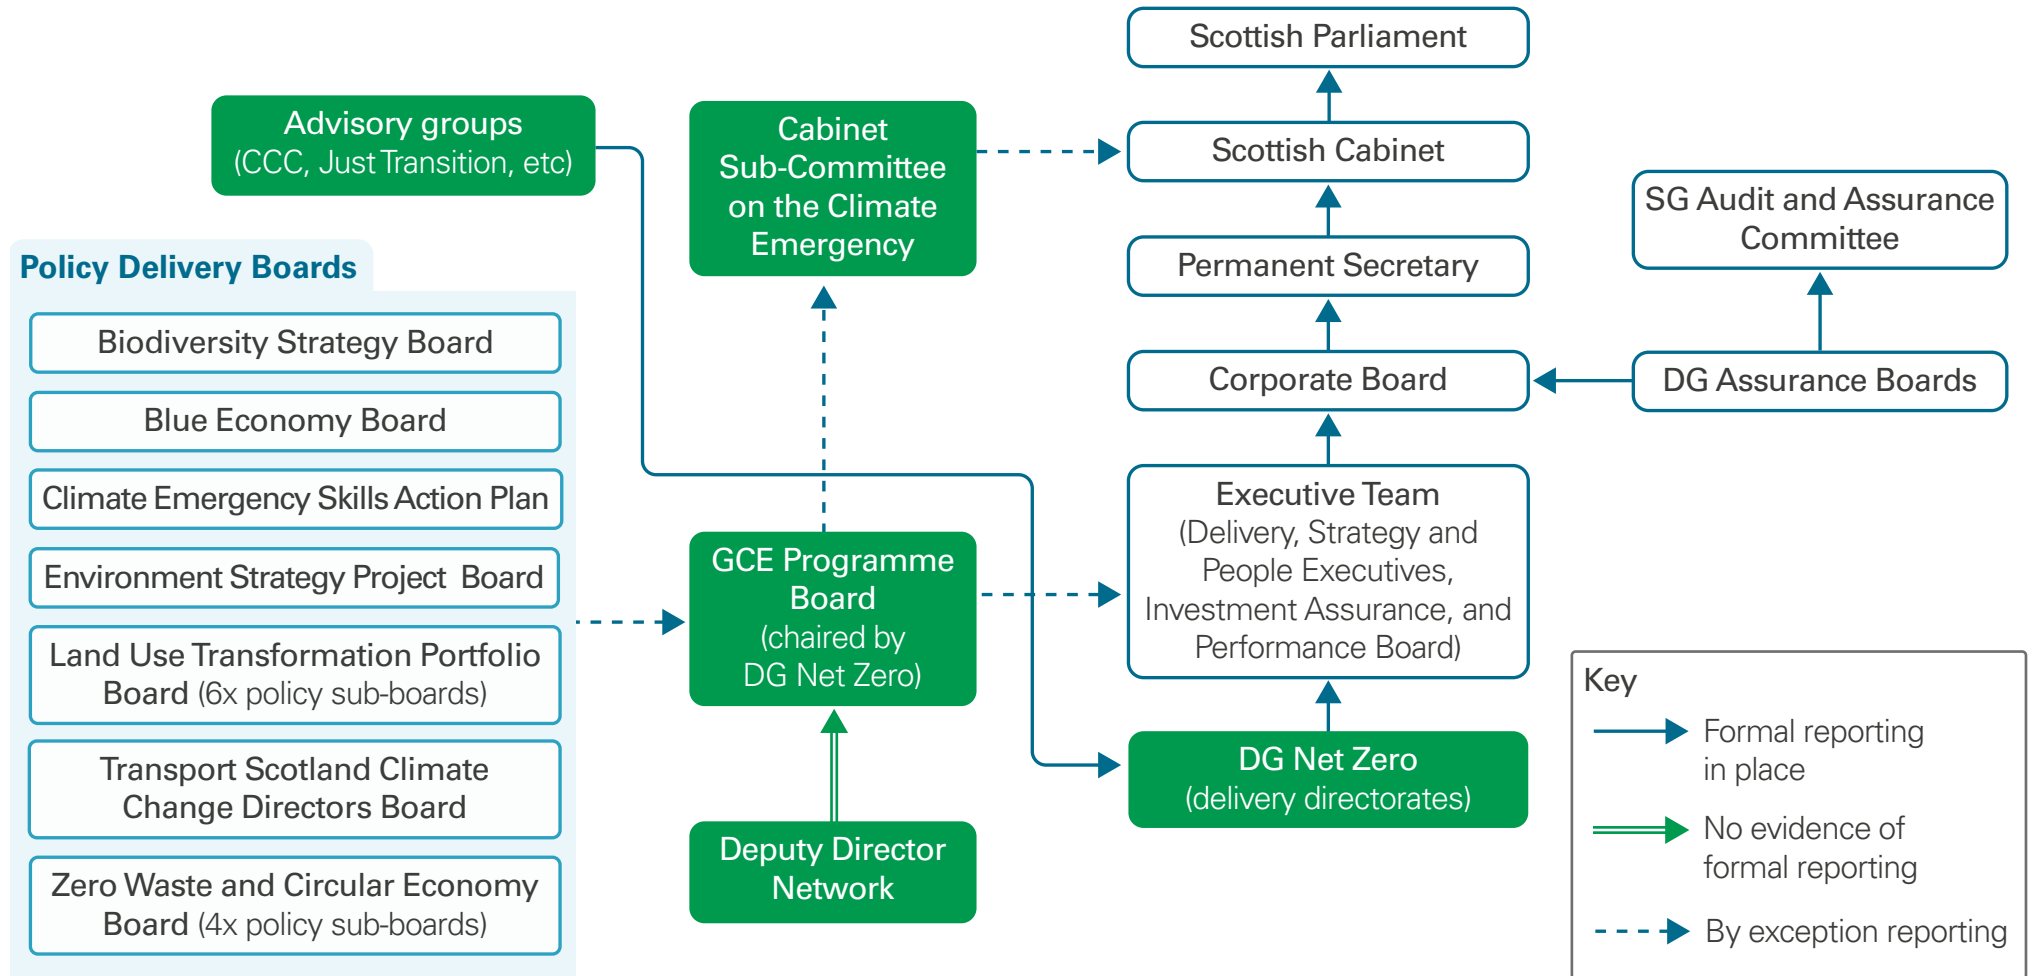 Scottish Parliament
Advisory groups
(CCC, Just Transition, etc)
Cabinet
Sub-Committee
on the Climate
Emergency
Scottish Cabinet
SG Audit and Assurance
Committee
Permanent Secretary
Policy Delivery Boards
Biodiversity Strategy Board
Blue Economy Board
Climate Emergency Skills Action Plan
Environment Strategy Project Board
Land Use Transformation Portfolio
Board (6x policy sub-boards)
Transport Scotland Climate
Change Directors Board
Zero Waste and Circular Economy
Board (4x policy sub-boards)
Corporate Board
DG Assurance Boards
GCE Programme
Board
(chaired by
DG Net Zero)
Executive Team
(Delivery, Strategy and
People Executives,
Investment Assurance, and
Performance Board)
Deputy Director
Network
DG Net Zero
(delivery directorates)
Key
Formal reporting
in place
No evidence of
formal reporting
By exception reporting